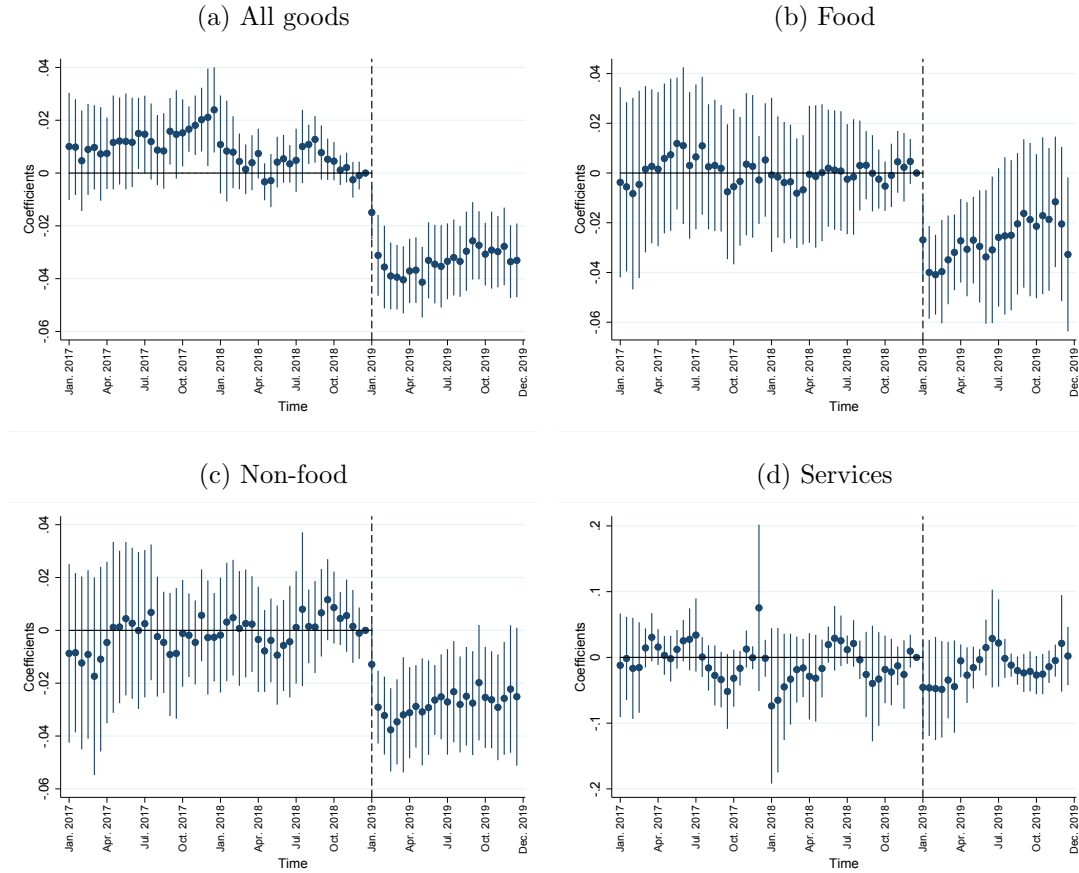 (a) All goods
.04
.02
0
-.02
-.04
-.06
Coefficients
Jan. 2017
Apr. 2017
Jul. 2017
Oct. 2017
Jan. 2018
Apr. 2018
Jul. 2018
Oct. 2018
Jan. 2019
Apr. 2019
Jul. 2019
Oct. 2019
Dec. 2019
Time
(b) Food
.04
.02
0
-.02
-.04
-.06
Coefficients
Jan. 2017
Apr. 2017
Jul. 2017
Oct. 2017
Jan. 2018
Apr. 2018
Jul. 2018
Oct. 2018
Jan. 2019
Apr. 2019
Jul. 2019
Oct. 2019
Dec. 2019
Time
(c) Non-food
.04
.02
0
-.02
-.04
-.06
Coefficients
Jan. 2017
Apr. 2017
Jul. 2017
Oct. 2017
Jan. 2018
Apr. 2018
Jul. 2018
Oct. 2018
Jan. 2019
Apr. 2019
Jul. 2019
Oct. 2019
Dec. 2019
Time
(d) Services
.2
.1
0
-.1
-.2
Coefficients
Jan. 2017
Apr. 2017
Jul. 2017
Oct. 2017
Jan. 2018
Apr. 2018
Jul. 2018
Oct. 2018
Jan. 2019
Apr. 2019
Jul. 2019
Oct. 2019
Dec. 2019
Time